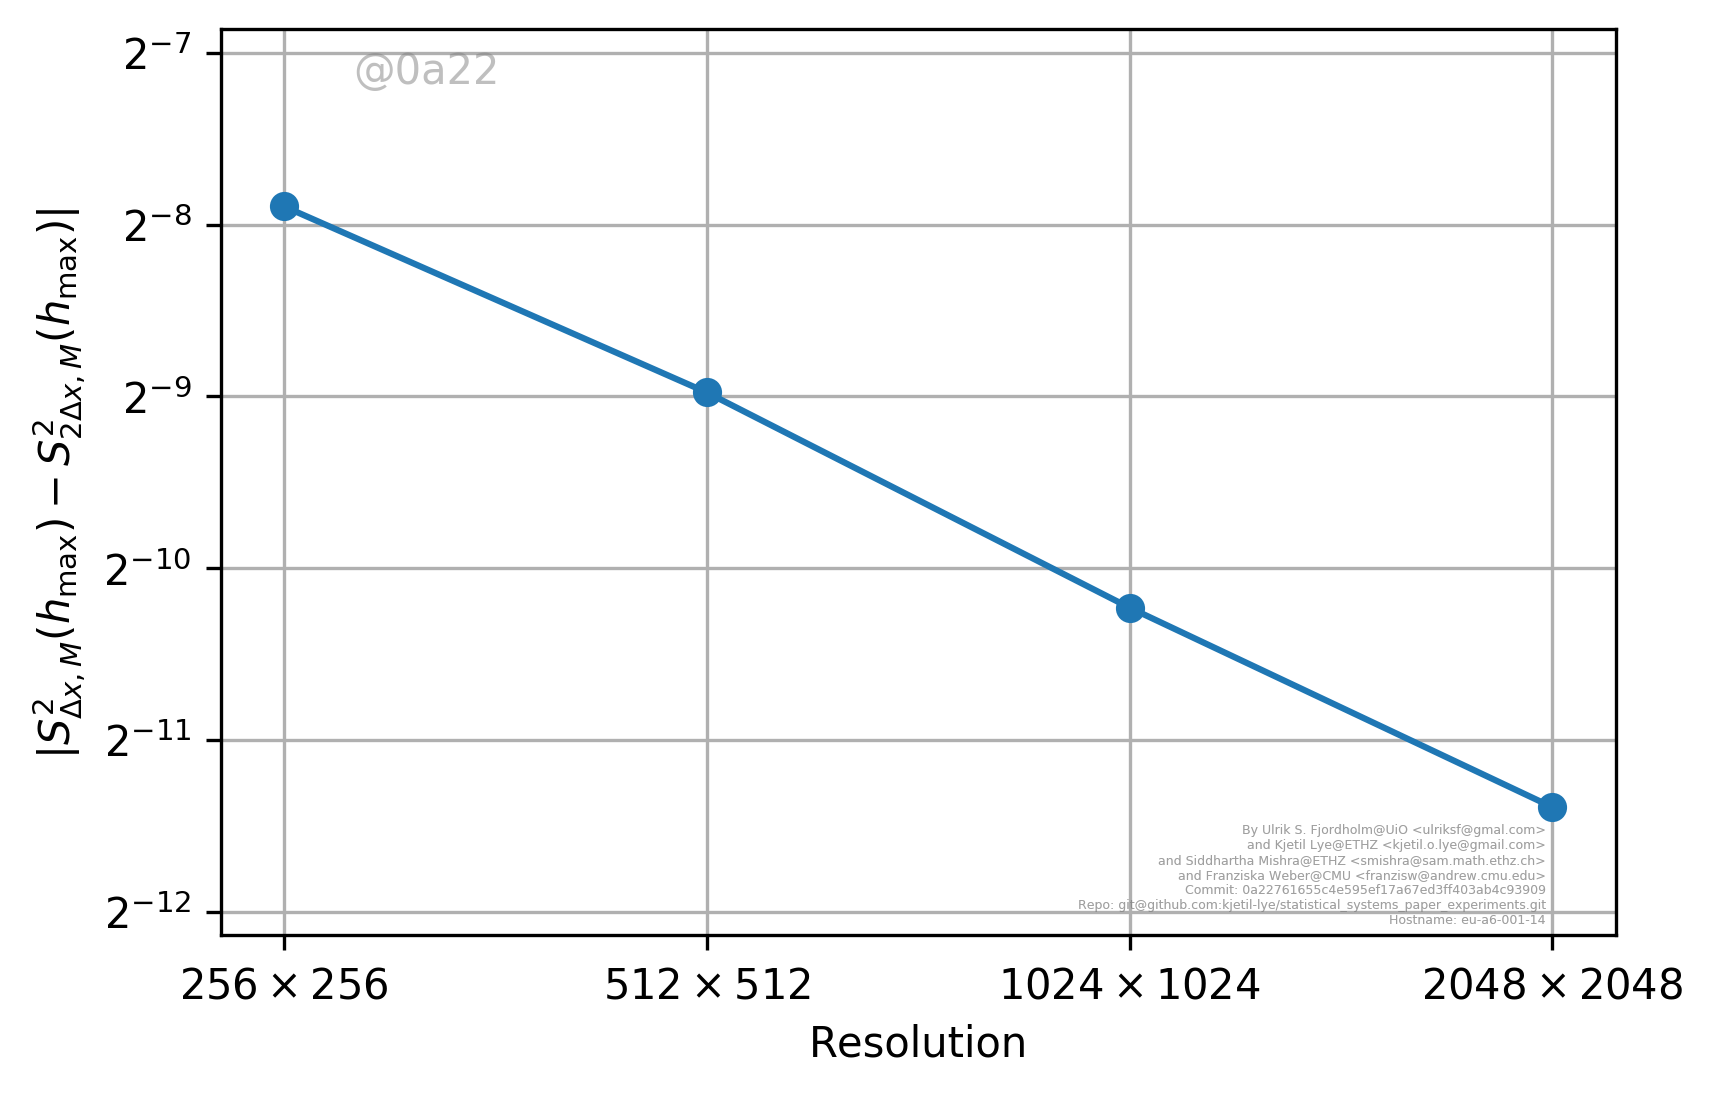 2⁻⁷
@0a22
2⁻⁸
2⁻⁹
2⁻¹⁰
2⁻¹¹
2⁻¹²
|S²_{Δx,M}(h_max) − S²_{2Δx,M}(h_max)|
By Ulrik S. Fjordholm@UiO <ulriksf@gmal.com>
and Kjetil Lye@ETHZ <kjetil.o.lye@gmail.com>
and Siddhartha Mishra@ETHZ <smishra@sam.math.ethz.ch>
and Franziska Weber@CMU <franzisw@andrew.cmu.edu>
Commit: 0a22761655c4e595ef17a67ed3ff403ab4c93909
Repo: git@github.com:kjetil-lye/statistical_systems_paper_experiments.git
Hostname: eu-a6-001-14
256 × 256 512 × 512 1024 × 1024 2048 × 2048
Resolution